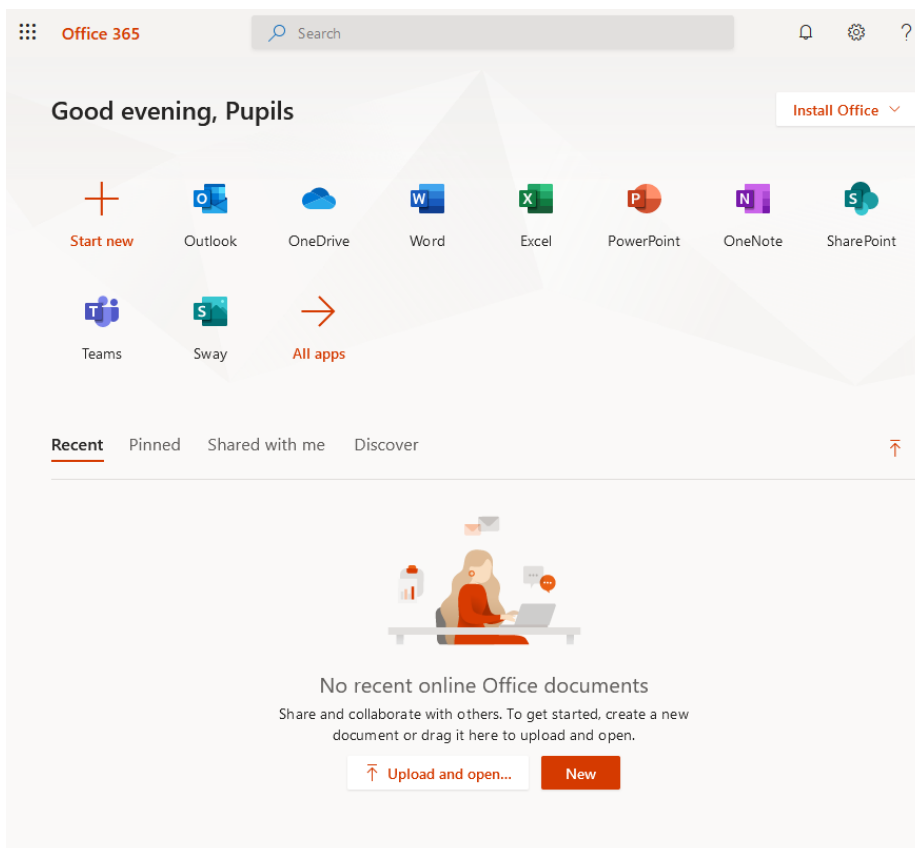 Office 365
Search
?
Good evening, Pupils
Install Office
Start new
Outlook
OneDrive
Word
Excel
PowerPoint
OneNote
SharePoint
Teams
Sway
All apps
Recent
Pinned
Shared with me
Discover
No recent online Office documents
Share and collaborate with others. To get started, create a new
document or drag it here to upload and open.
Upload and open...
New